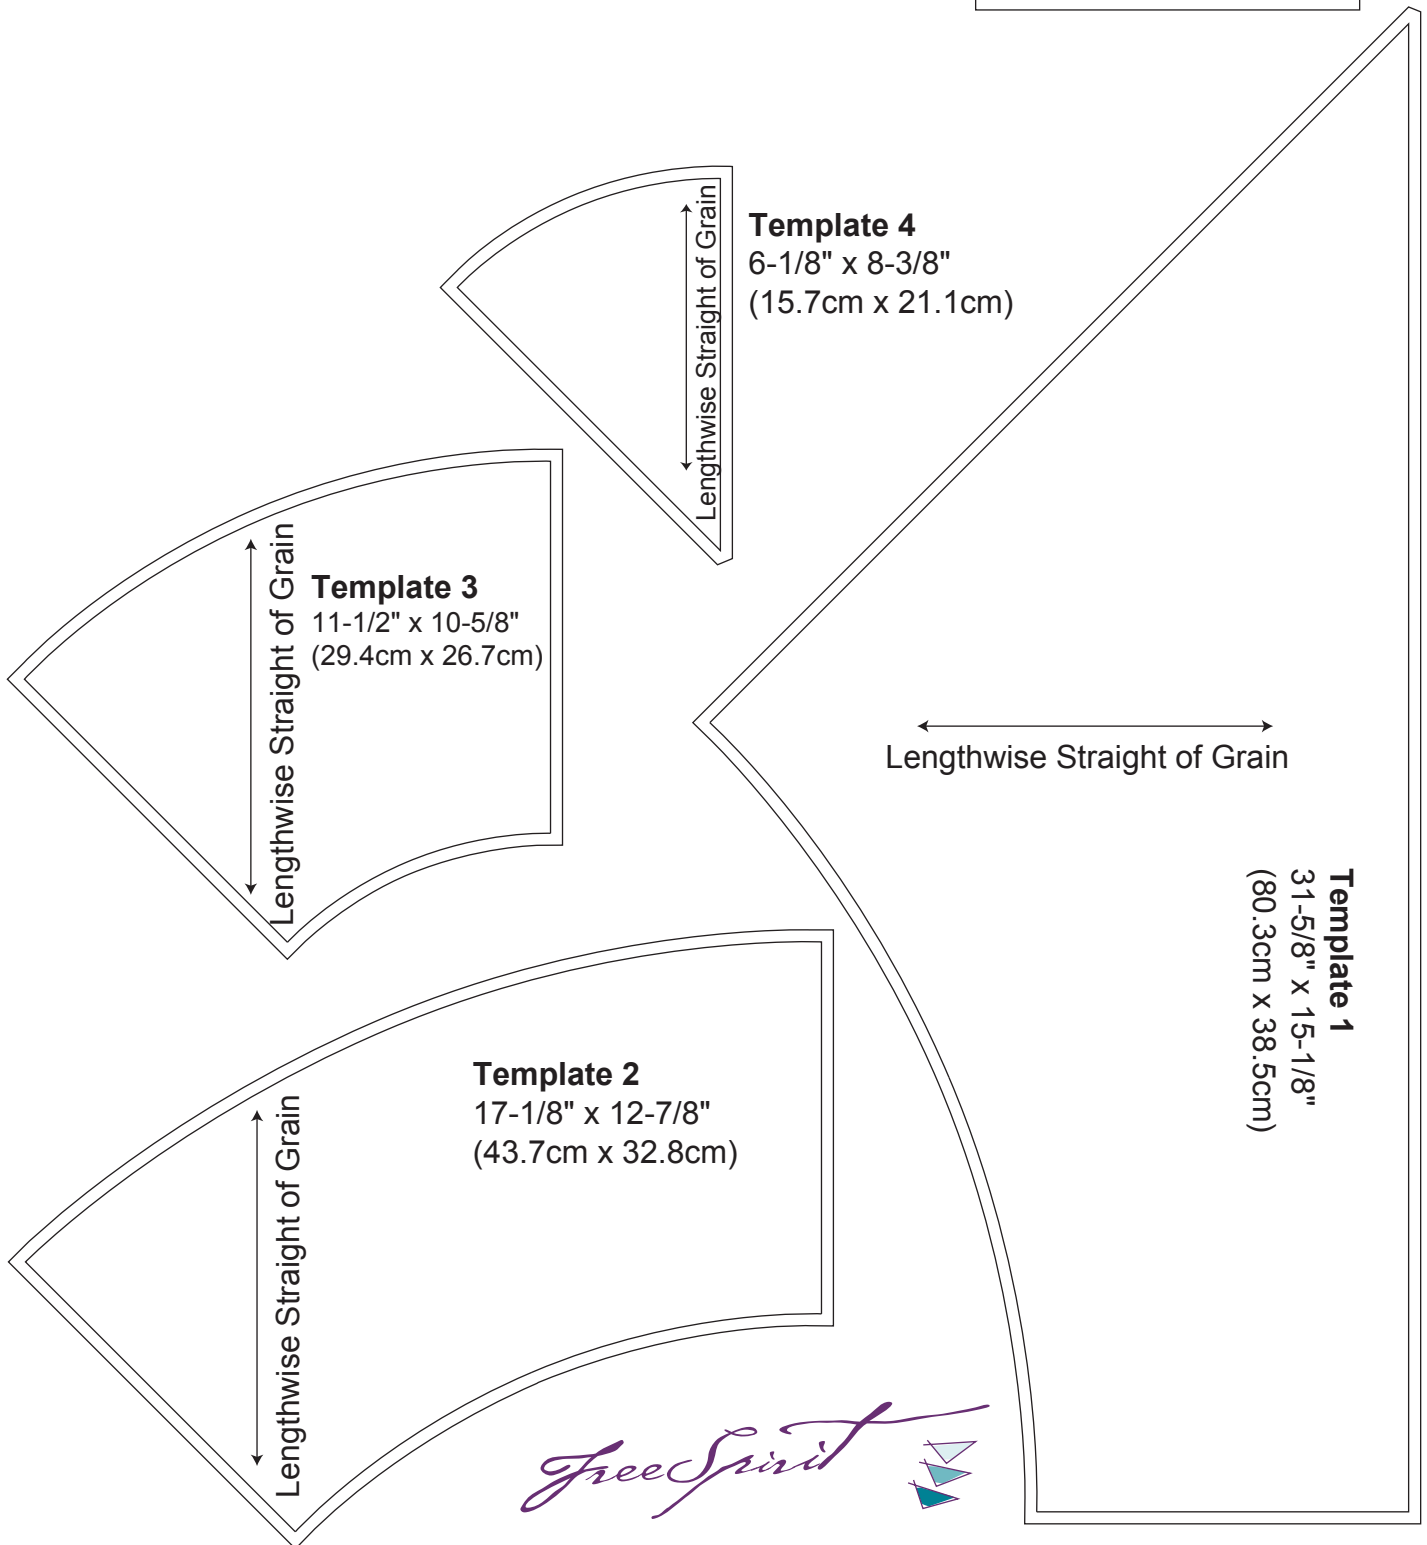 Template 4
6-1/8" x 8-3/8"
(15.7cm x 21.1cm)
Lengthwise Straight of Grain
Template 3
11-1/2" x 10-5/8"
(29.4cm x 26.7cm)
Lengthwise Straight of Grain
Lengthwise Straight of Grain
Template 1
31-5/8" x 15-1/8"
(80.3cm x 38.5cm)
Template 2
17-1/8" x 12-7/8"
(43.7cm x 32.8cm)
Lengthwise Straight of Grain
FreeSpirit